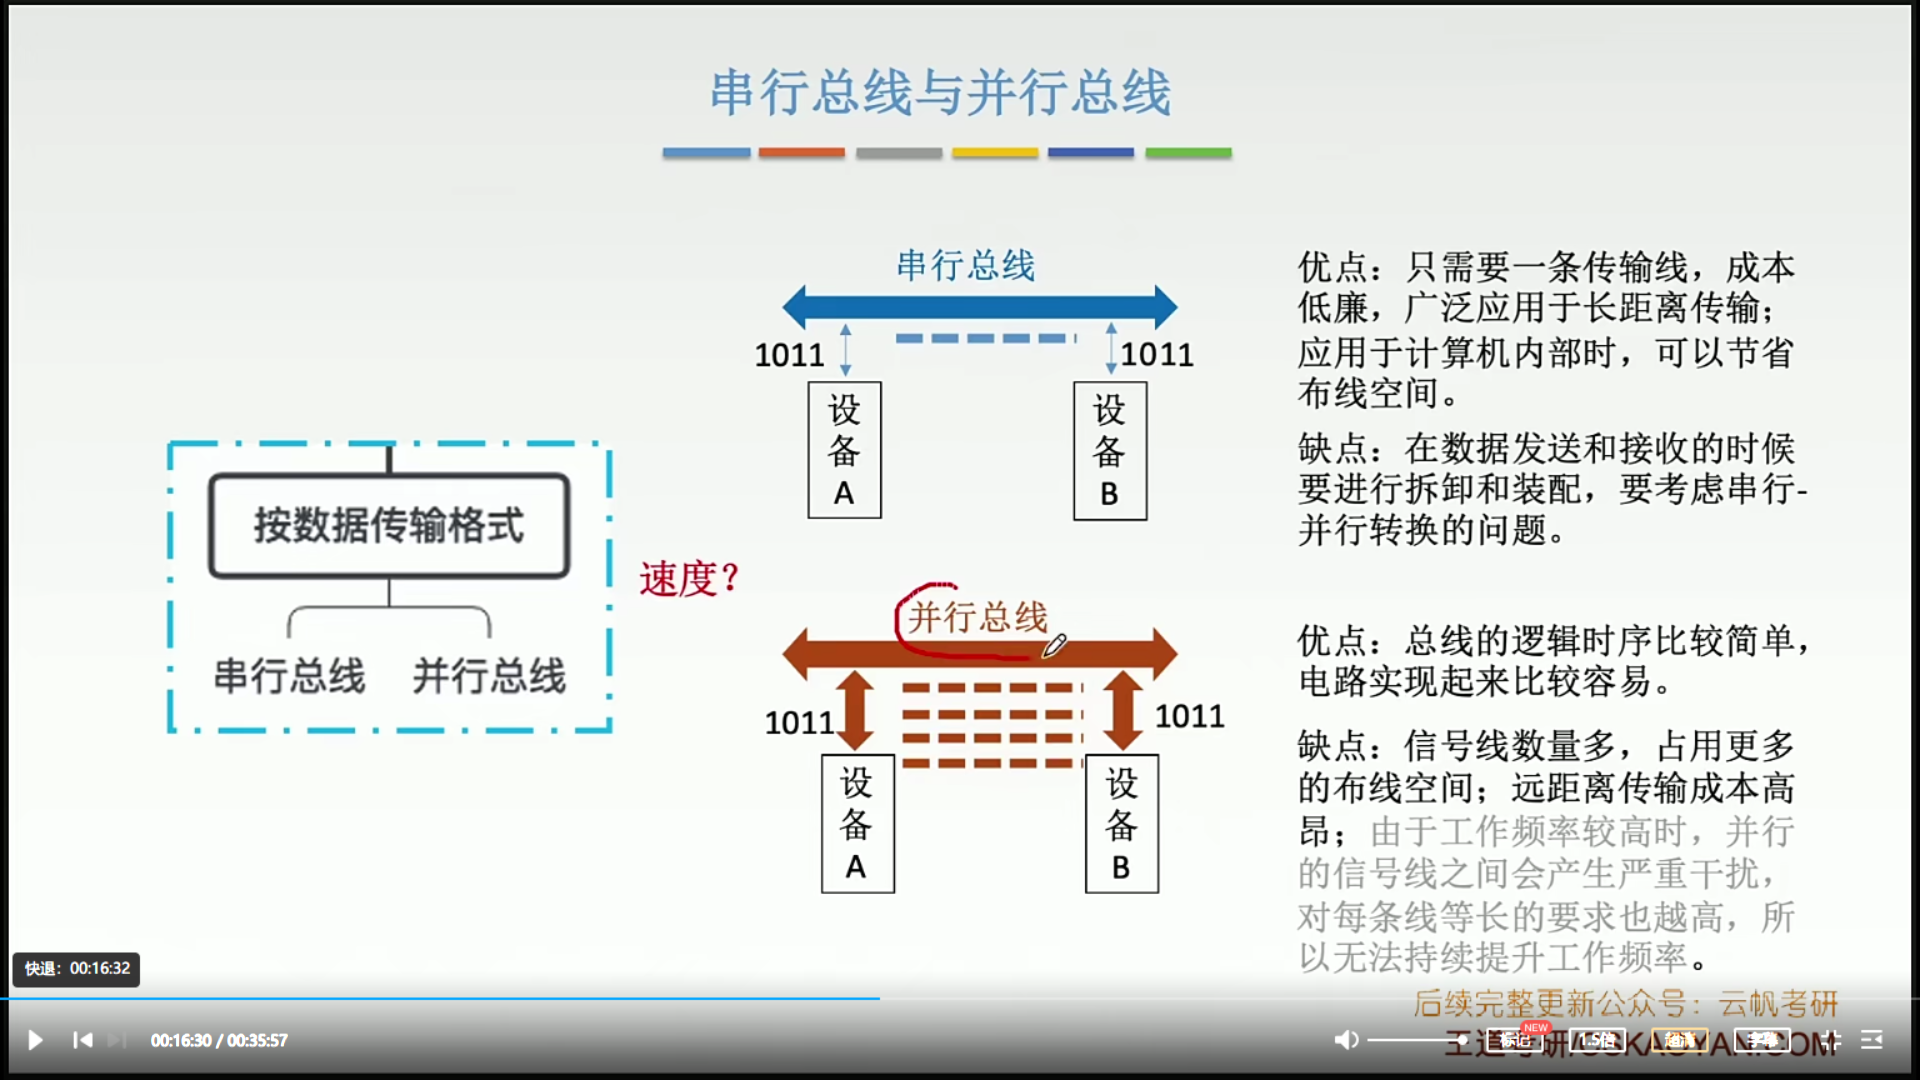 串行总线与并行总线
串行总线
1011
1011
设备A
设备B
优点：只需要一条传输线，成本
低廉，广泛应用于长距离传输；
应用于计算机内部时，可以节省
布线空间。
缺点：在数据发送和接收的时候
要进行拆卸和装配，要考虑串行-
并行转换的问题。
按数据传输格式
串行总线
并行总线
速度？
并行总线
1011
1011
设备A
设备B
优点：总线的逻辑时序比较简单，
电路实现起来比较容易。
缺点：信号线数量多，占用更多
的布线空间；远距离传输成本高
昂；由于工作频率较高时，并行
的信号线之间会产生严重干扰，
对每条线等长的要求也越高，所
以无法持续提升工作频率。
快退：00:16:32
后续完整更新公众号：云帆考研
王道考研/CSKAOYAN.COM
00:16:30 / 00:35:57
标记
NEW
1.5倍
超清
字幕